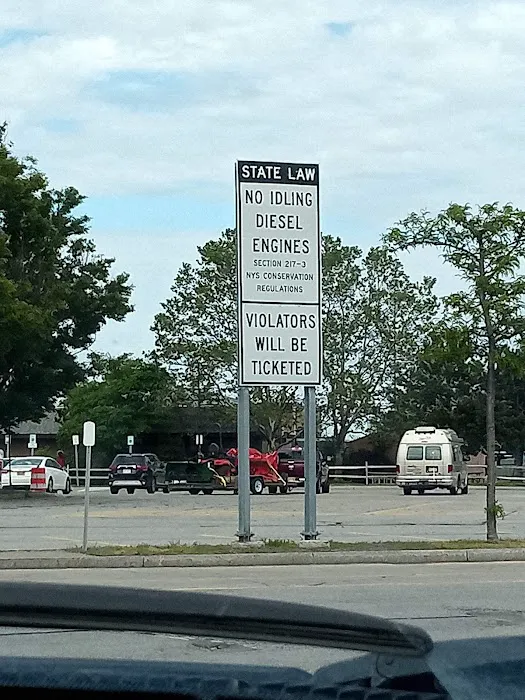 STATE LAW
NO IDLING
DIESEL
ENGINES
SECTION 217-3
NYS CONSERVATION
REGULATIONS
VIOLATORS
WILL BE
TICKETED